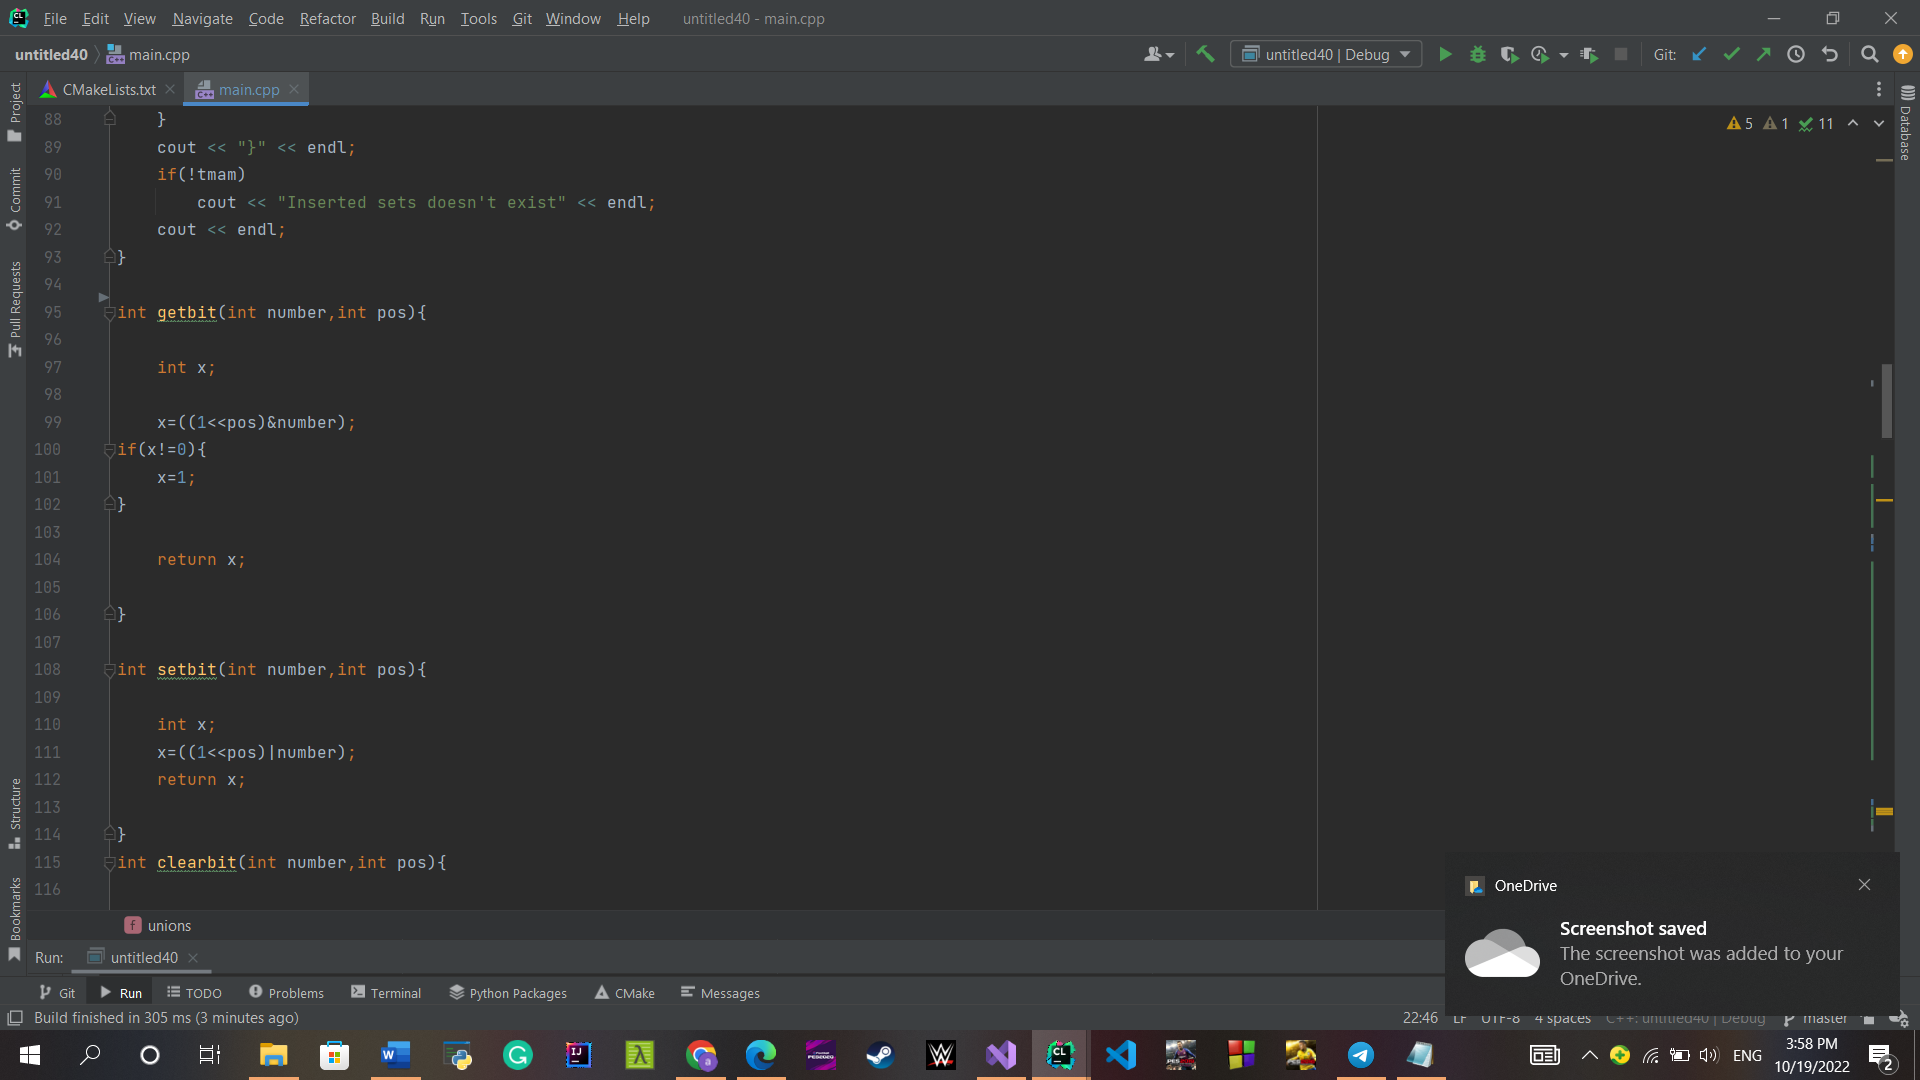 File Edit View Navigate Code Refactor Build Run Tools Git Window Help untitled40 - main.cpp
untitled40 main.cpp untitled40 | Debug Git:
CMakeLists.txt main.cpp
5 1 11
Project
Commit
Pull Requests
Structure
Bookmarks
Database
88 }
89 cout << "}" << endl;
90 if(!tmam)
91 cout << "Inserted sets doesn't exist" << endl;
92 cout << endl;
93 }
94
95 int getbit(int number,int pos){
96
97 int x;
98
99 x=((1<<pos)&number);
100 if(x!=0){
101 x=1;
102 }
103
104 return x;
105
106 }
107
108 int setbit(int number,int pos){
109
110 int x;
111 x=((1<<pos)|number);
112 return x;
113
114 }
115 int clearbit(int number,int pos){
116
f unions
Run: untitled40
OneDrive
Screenshot saved
The screenshot was added to your
OneDrive.
Git Run TODO Problems Terminal Python Packages CMake Messages
Build finished in 305 ms (3 minutes ago) 22:46 LF UTF-8 4 spaces C++: untitled40 | Debug master
ENG 3:58 PM
10/19/2022 2